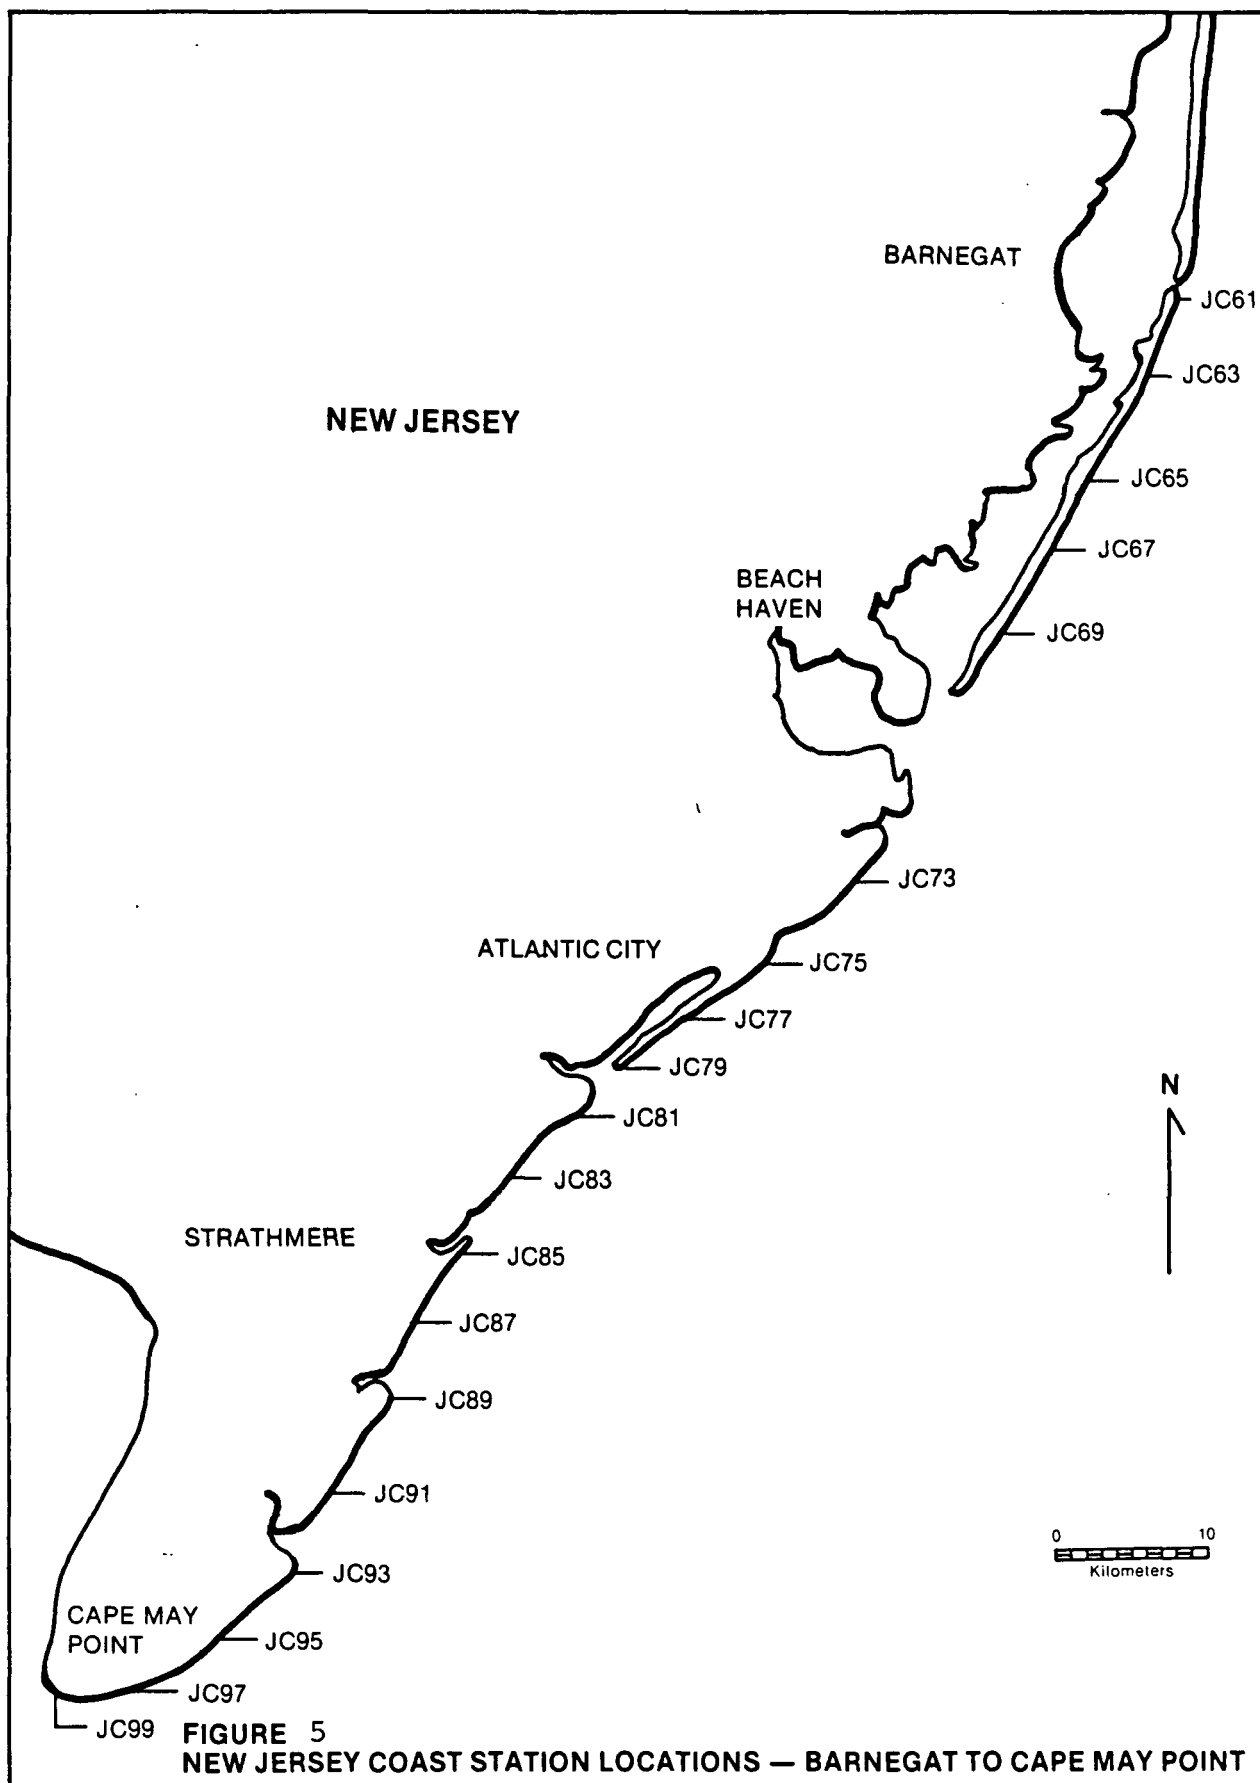 BARNEGAT
JC61
JC63
NEW JERSEY
JC65
JC67
BEACH
HAVEN
JC69
JC73
ATLANTIC CITY
JC75
JC77
JC79
N
JC81
JC83
STRATHMERE
JC85
JC87
JC89
JC91
0 10
Kilometers
JC93
CAPE MAY
POINT
JC95
JC97
JC99
FIGURE 5
NEW JERSEY COAST STATION LOCATIONS — BARNEGAT TO CAPE MAY POINT